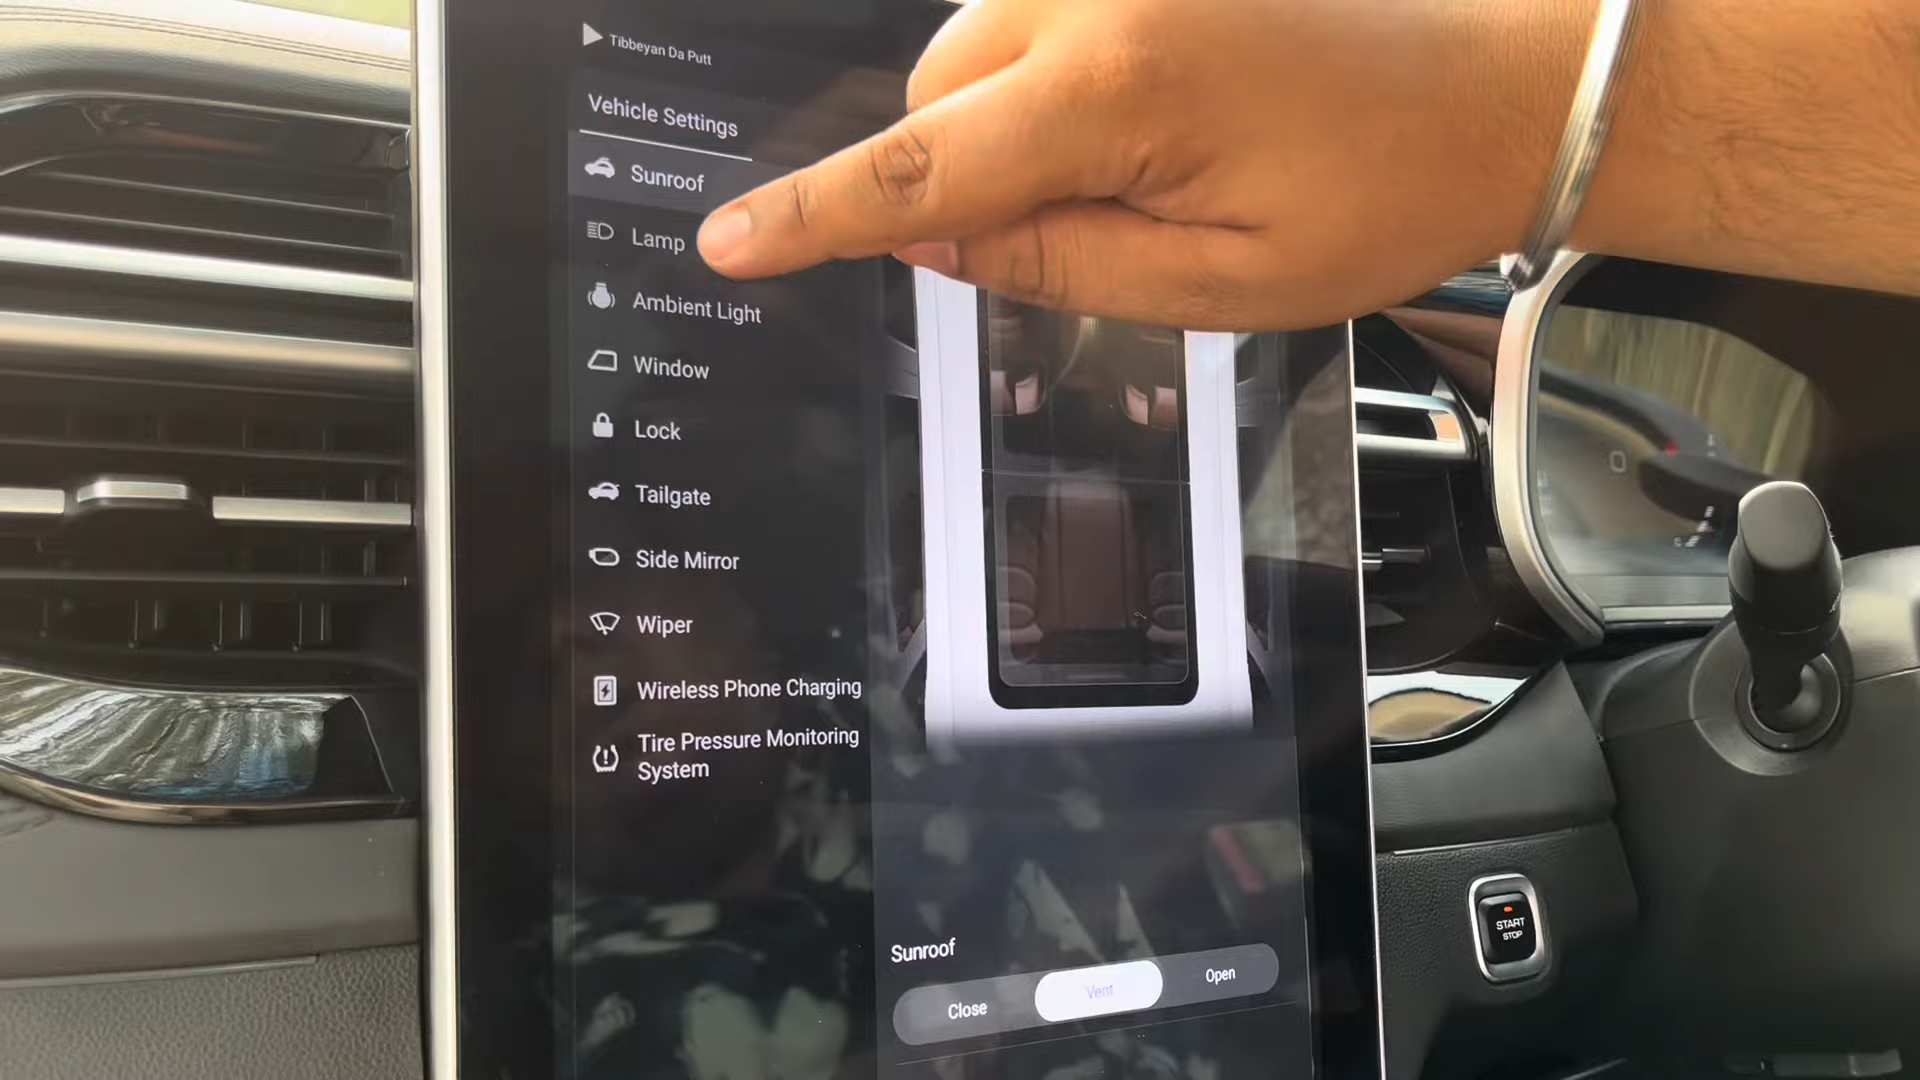 Tibbeyan Da Putt
Vehicle Settings
Sunroof
Lamp
Ambient Light
Window
Lock
Tailgate
Side Mirror
Wiper
Wireless Phone Charging
Tire Pressure Monitoring
System
Sunroof
Close
Vent
Open
START
STOP